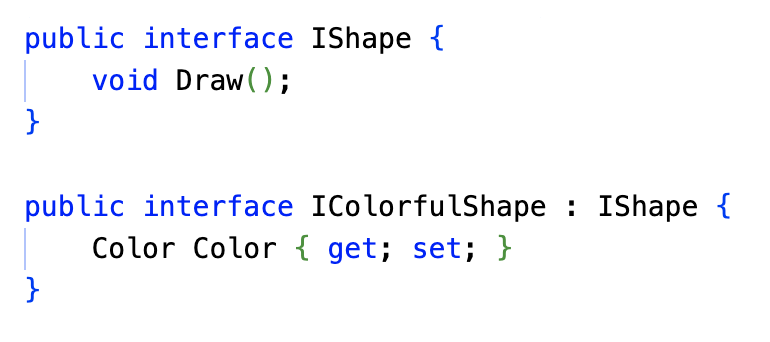 public interface IShape {
    void Draw();
}

public interface IColorfulShape : IShape {
    Color Color { get; set; }
}